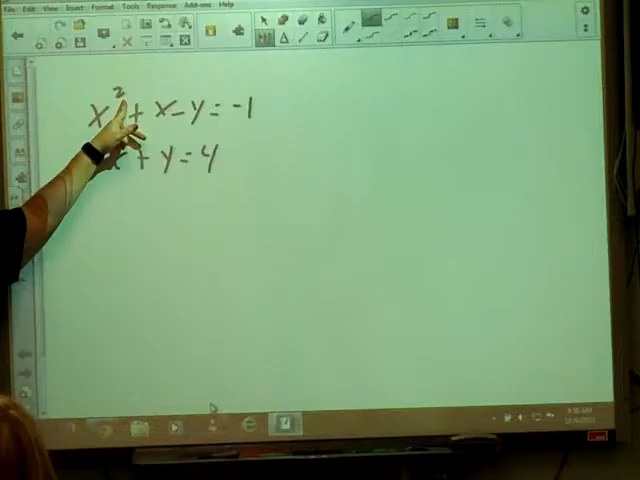 File Edit View Insert Format Tools Response Add-ons Help
x² + x - y = -1
x + y = 4